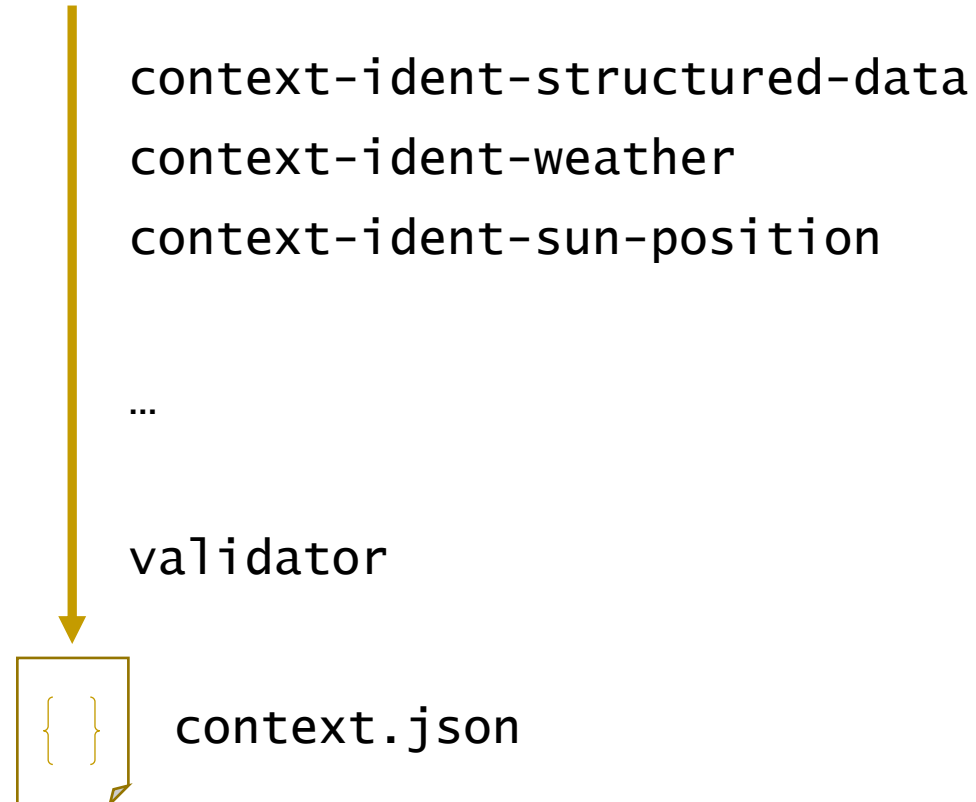 context-ident-structured-data
context-ident-weather
context-ident-sun-position
…
validator
{ } context.json